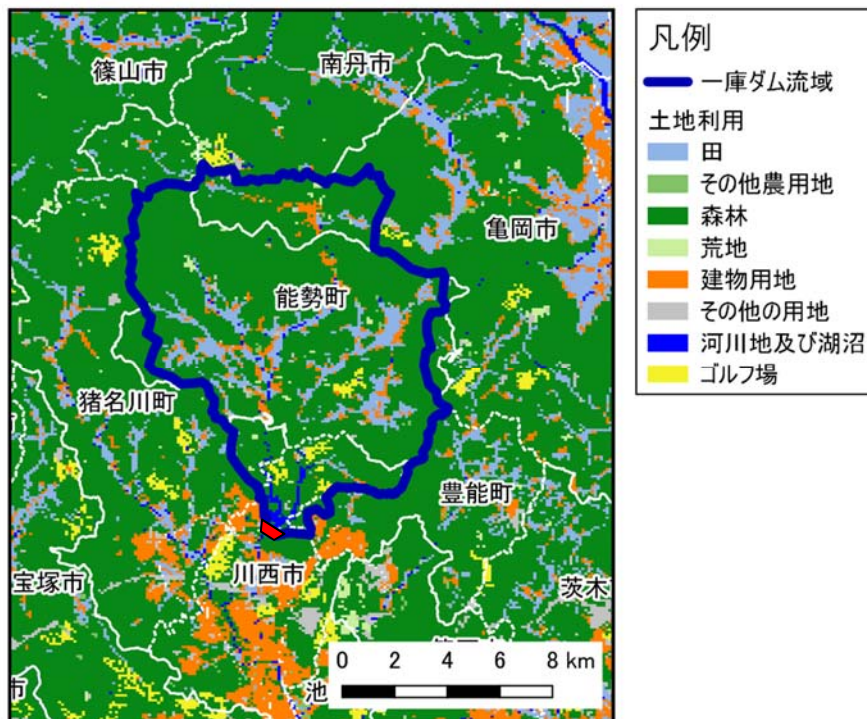 篠山市
南丹市
亀岡市
能勢町
猪名川町
豊能町
宝塚市
川西市
茨木
池
市
0 2 4 6 8 km
凡例
一庫ダム流域
土地利用
田
その他農用地
森林
荒地
建物用地
その他の用地
河川地及び湖沼
ゴルフ場